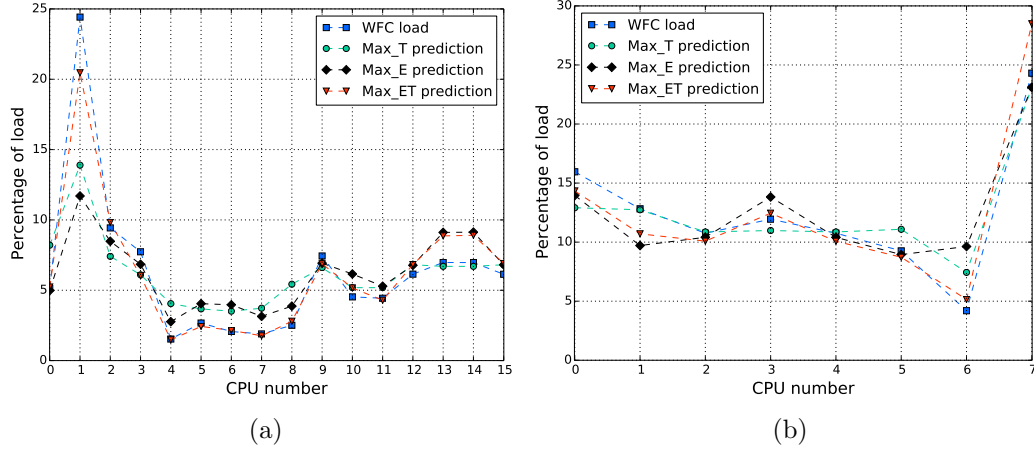 25
20
15
10
5
0
Percentage of load
WFC load
Max_T prediction
Max_E prediction
Max_ET prediction
0 1 2 3 4 5 6 7 8 9 10 11 12 13 14 15
CPU number
(a)
30
25
20
15
10
5
0
Percentage of load
WFC load
Max_T prediction
Max_E prediction
Max_ET prediction
0 1 2 3 4 5 6 7
CPU number
(b)